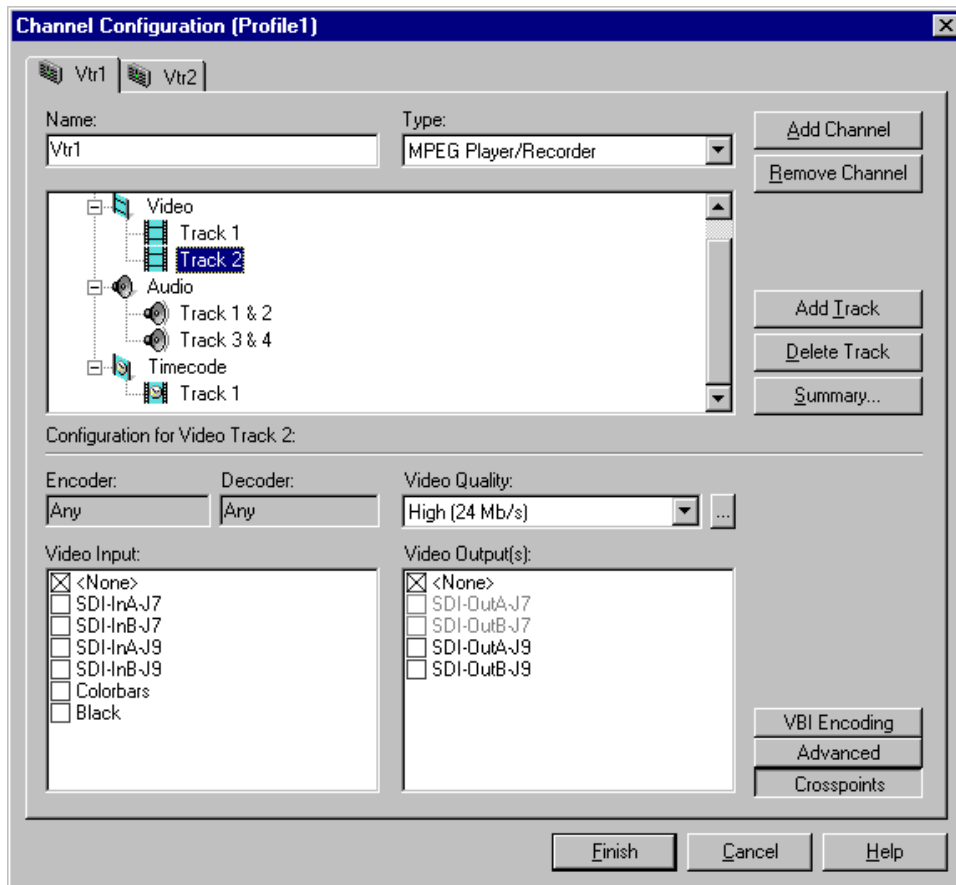 Channel Configuration (Profile1)
Vtr1
Vtr2
Name:
Type:
Vtr1
MPEG Player/Recorder
Add Channel
Remove Channel
Video
Track 1
Track 2
Audio
Track 1 & 2
Track 3 & 4
Timecode
Track 1
Add Track
Delete Track
Summary...
Configuration for Video Track 2:
Encoder:
Decoder:
Video Quality:
Any
Any
High (24 Mb/s)
...
Video Input:
Video Output(s):
<None>
SDI-InA-J7
SDI-InB-J7
SDI-InA-J9
SDI-InB-J9
Colorbars
Black
<None>
SDI-OutA-J7
SDI-OutB-J7
SDI-OutA-J9
SDI-OutB-J9
VBI Encoding
Advanced
Crosspoints
Finish
Cancel
Help